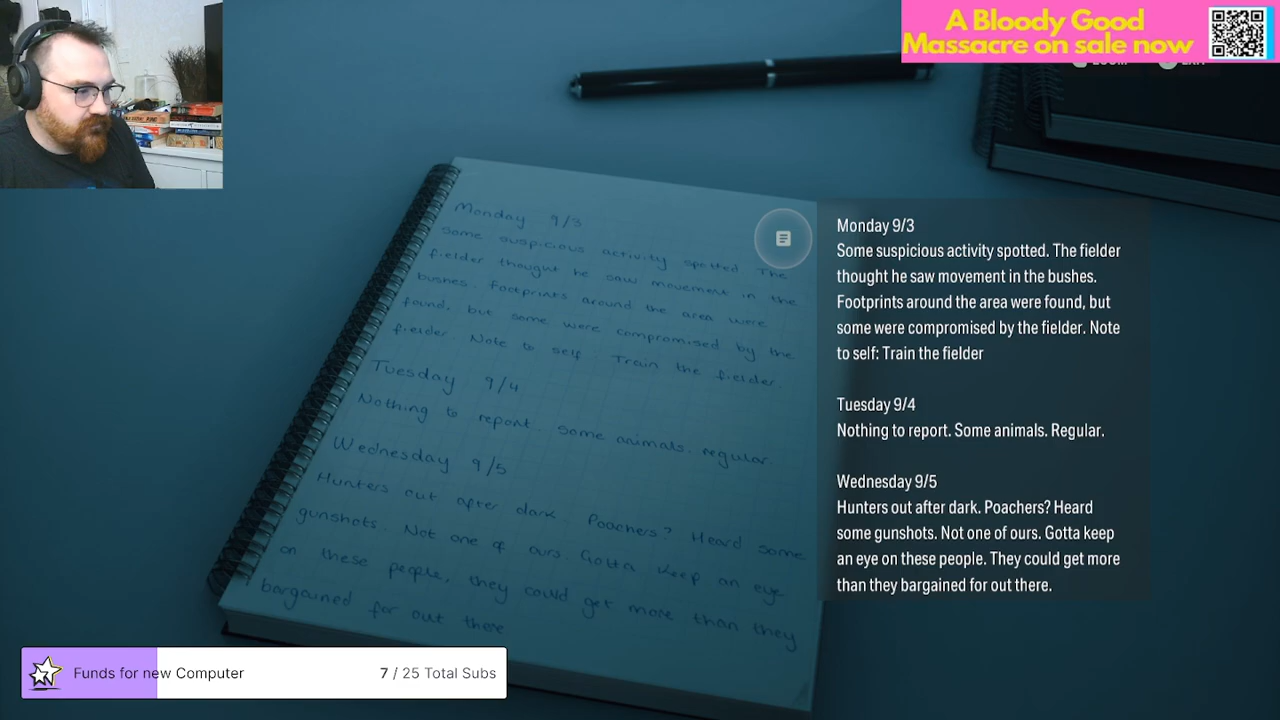 A Bloody Good
Massacre on sale now
Monday 9/3
Some suspicious activity spotted. The
fielder thought he saw movement in the
bushes. Footprints around the area were
found, but some were compromised by the
fielder. Note to self. Train the fielder
Tuesday 9/4
Nothing to report. Some animals. regular.
Wednesday 9/5
Hunters out after dark. Poachers? Heard some
gunshots. Not one of ours. Gotta keep an eye
on these people, they could get more than they
bargained for out there
Monday 9/3
Some suspicious activity spotted. The fielder
thought he saw movement in the bushes.
Footprints around the area were found, but
some were compromised by the fielder. Note
to self: Train the fielder
Tuesday 9/4
Nothing to report. Some animals. Regular.
Wednesday 9/5
Hunters out after dark. Poachers? Heard
some gunshots. Not one of ours. Gotta keep
an eye on these people. They could get more
than they bargained for out there.
Funds for new Computer
7 / 25 Total Subs